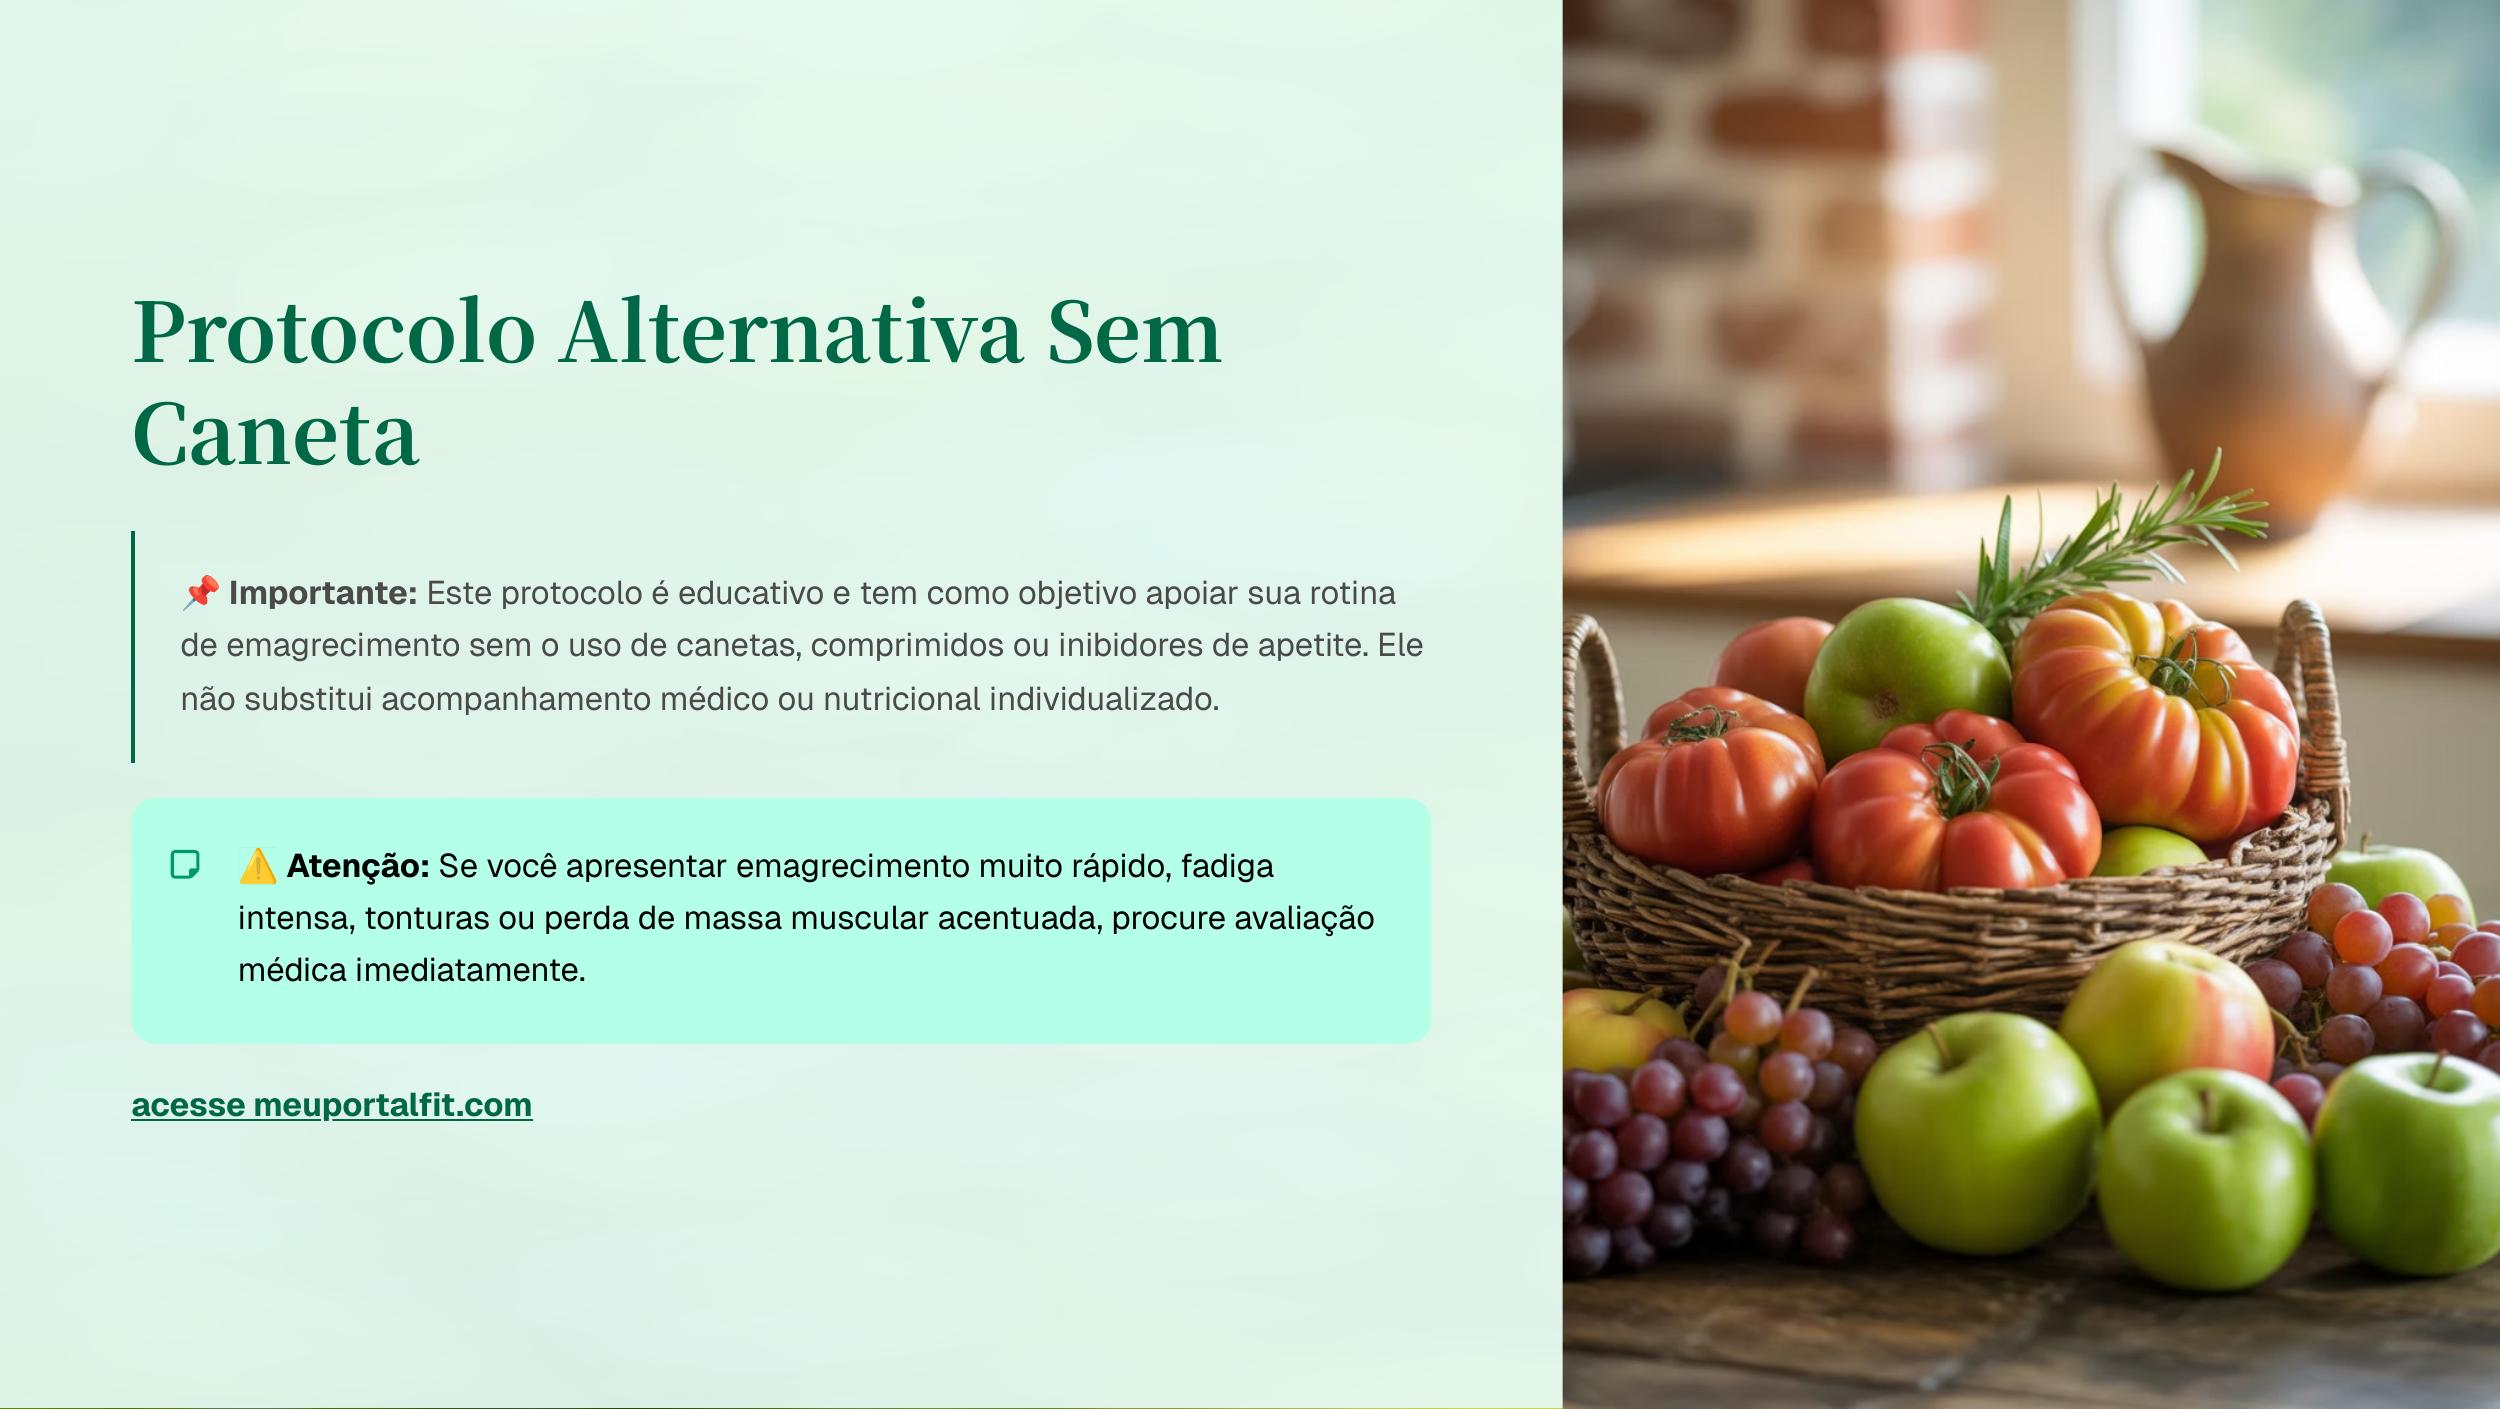 Protocolo Alternativa Sem
Caneta
📌 Importante: Este protocolo é educativo e tem como objetivo apoiar sua rotina
de emagrecimento sem o uso de canetas, comprimidos ou inibidores de apetite. Ele
não substitui acompanhamento médico ou nutricional individualizado.
⚠️ Atenção: Se você apresentar emagrecimento muito rápido, fadiga
intensa, tonturas ou perda de massa muscular acentuada, procure avaliação
médica imediatamente.
acesse meuportalfit.com